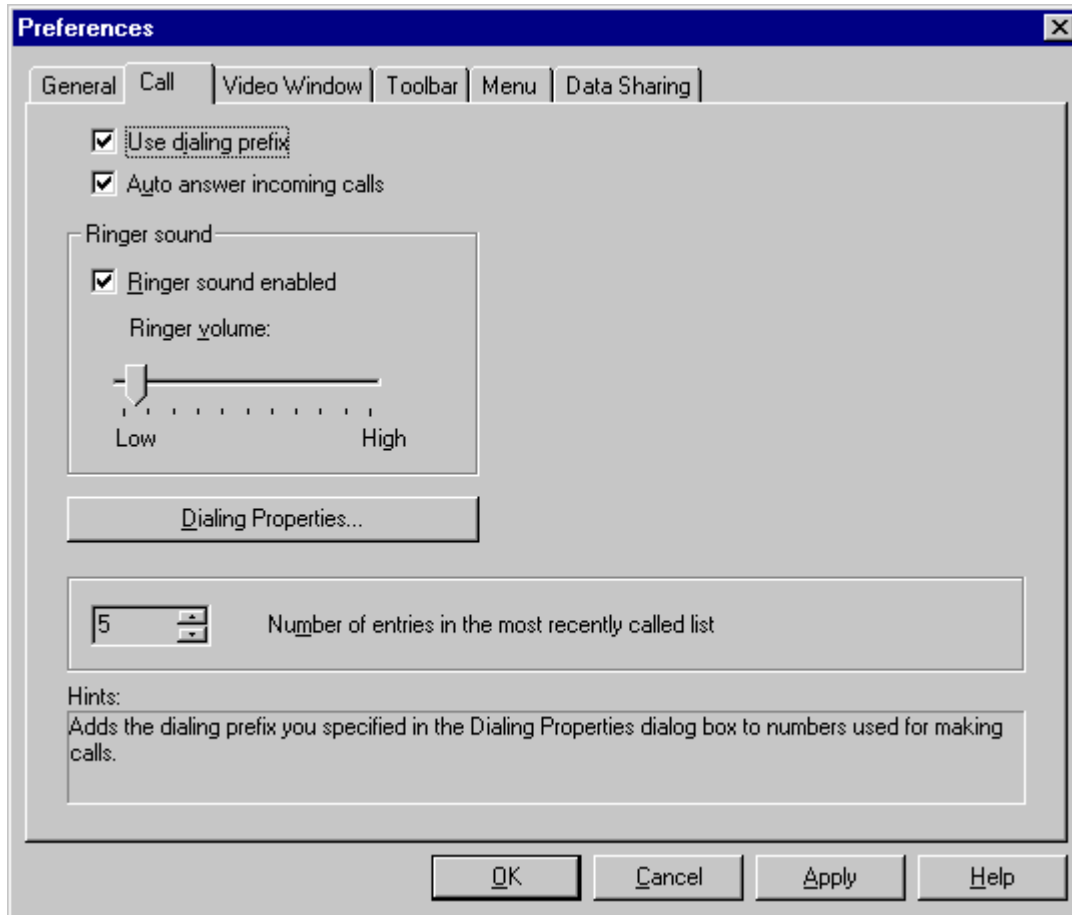 Preferences
General Call Video Window Toolbar Menu Data Sharing
Use dialing prefix
Auto answer incoming calls
Ringer sound
Ringer sound enabled
Ringer volume:
Low High
Dialing Properties...
5 Number of entries in the most recently called list
Hints:
Adds the dialing prefix you specified in the Dialing Properties dialog box to numbers used for making
calls.
OK Cancel Apply Help